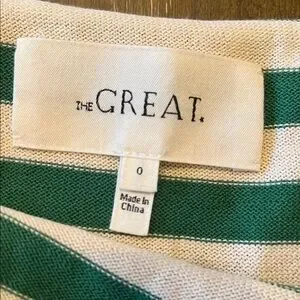 THE GREAT.
0
Made in
China